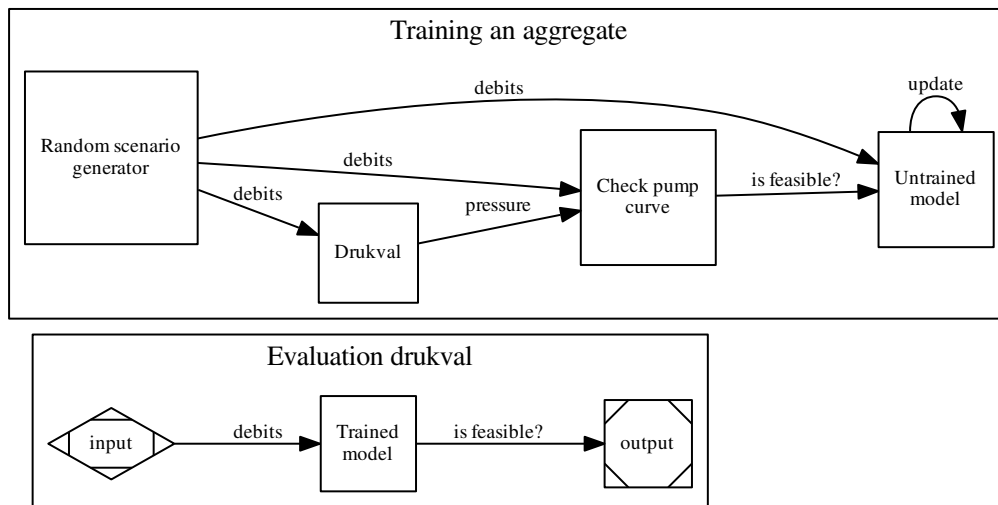 Training an aggregate
debits
update
Random scenario
generator
debits
debits
Drukval
pressure
Check pump
curve
is feasible?
Untrained
model
Evaluation drukval
input
debits
Trained
model
is feasible?
output